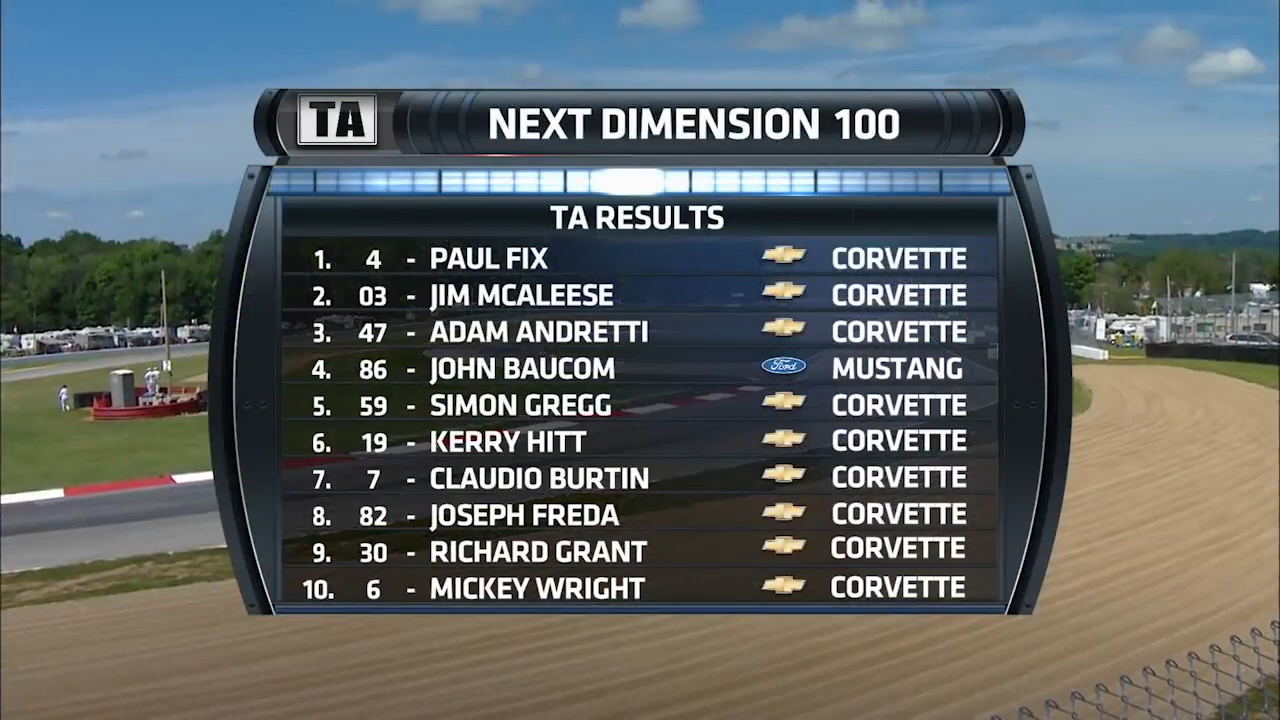 TA NEXT DIMENSION 100
TA RESULTS
1. 4 - PAUL FIX CORVETTE
2. 03 - JIM MCALEESE CORVETTE
3. 47 - ADAM ANDRETTI CORVETTE
4. 86 - JOHN BAUCOM Ford MUSTANG
5. 59 - SIMON GREGG CORVETTE
6. 19 - KERRY HITT CORVETTE
7. 7 - CLAUDIO BURTIN CORVETTE
8. 82 - JOSEPH FREDA CORVETTE
9. 30 - RICHARD GRANT CORVETTE
10. 6 - MICKEY WRIGHT CORVETTE